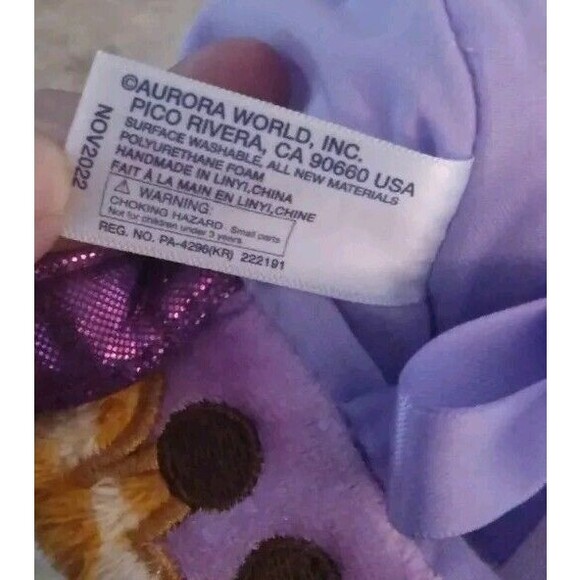 ©AURORA WORLD, INC.
PICO RIVERA, CA 90660 USA
SURFACE WASHABLE. ALL NEW MATERIALS
POLYURETHANE FOAM
HANDMADE IN LINYI,CHINA
FAIT À LA MAIN EN LINYI,CHINE
⚠ WARNING:
CHOKING HAZARD Small parts
Not for children under 3 years
REG. NO. PA-4296(KR) 222191
NOV2022